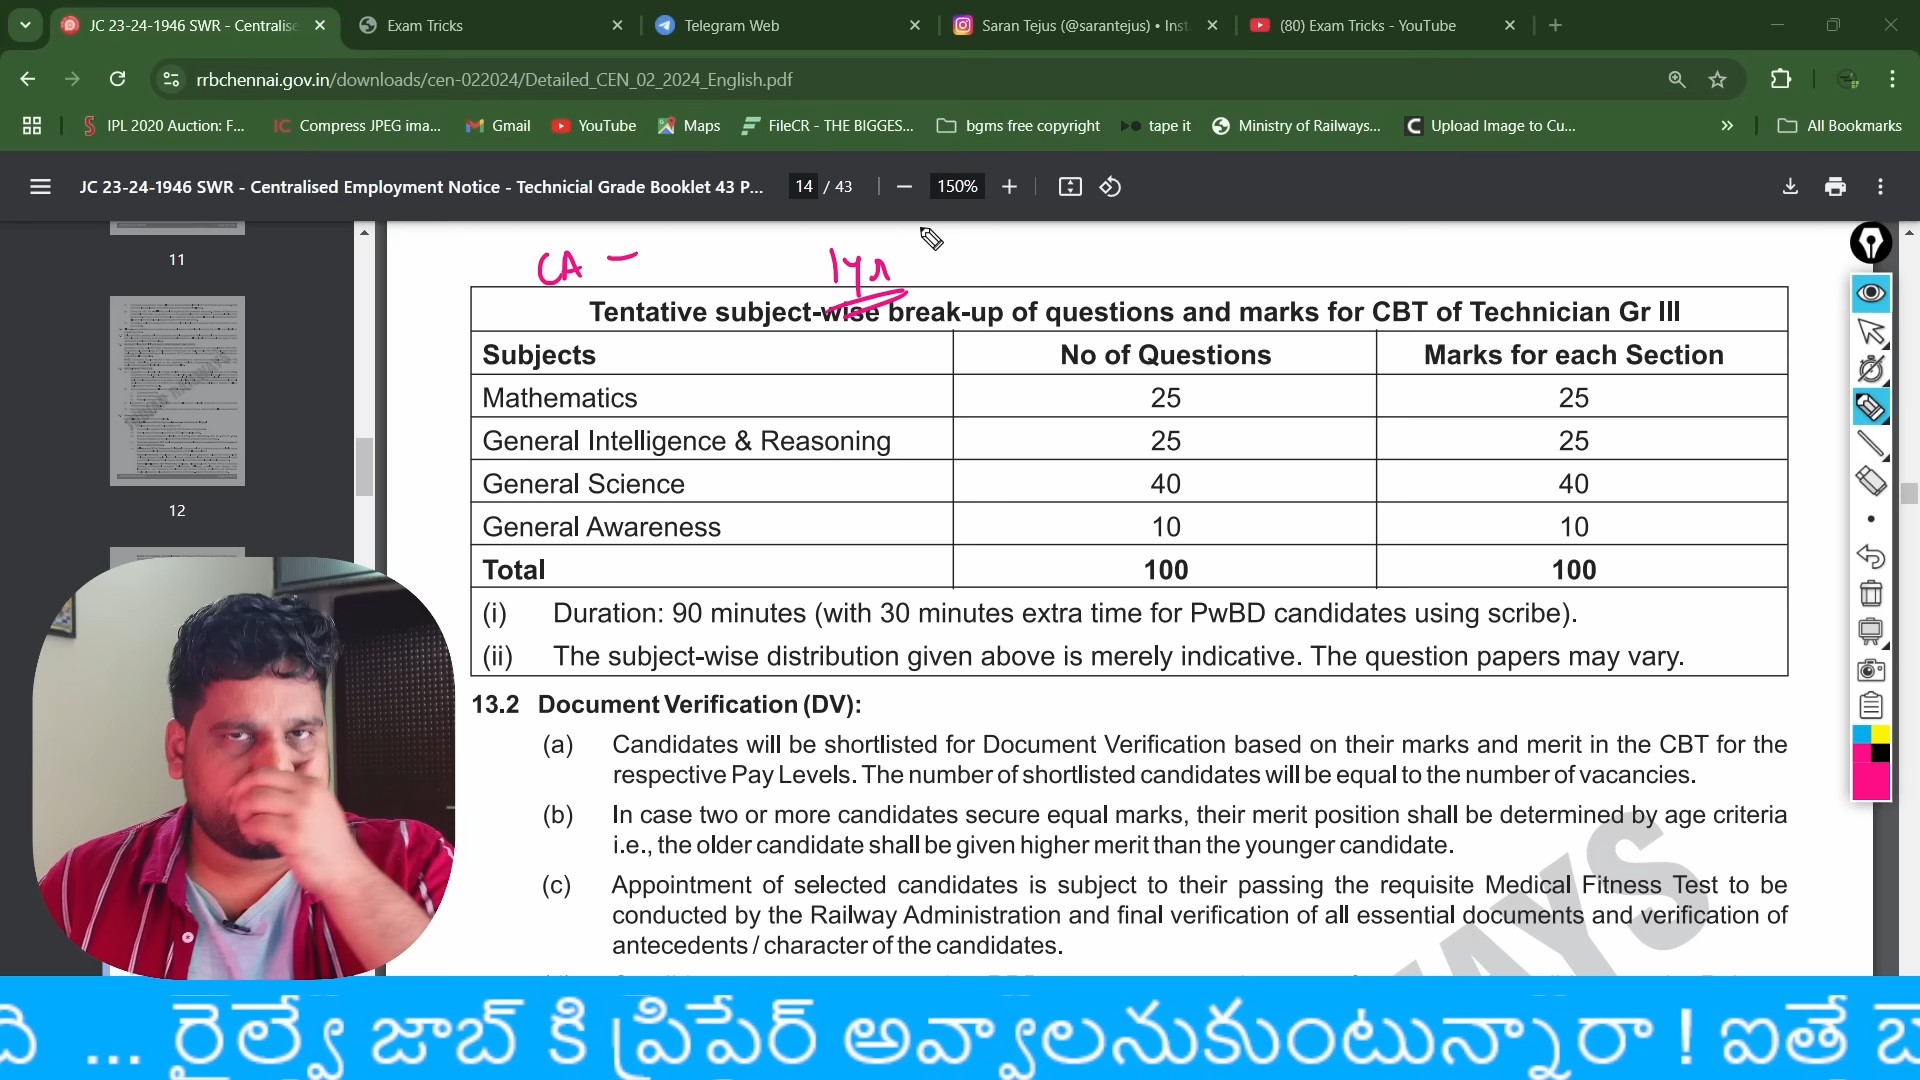 JC 23-24-1946 SWR - Centralise
Exam Tricks
Telegram Web
Saran Tejus (@sarantejus) • Inst
(80) Exam Tricks - YouTube
rrbchennai.gov.in/downloads/cen-022024/Detailed_CEN_02_2024_English.pdf
IPL 2020 Auction: F...
Compress JPEG ima...
Gmail
YouTube
Maps
FileCR - THE BIGGES...
bgms free copyright
tape it
Ministry of Railways...
Upload Image to Cu...
All Bookmarks
JC 23-24-1946 SWR - Centralised Employment Notice - Technicial Grade Booklet 43 P...
14 / 43
150%
11
12
CA - 1yr
Tentative subject-wise break-up of questions and marks for CBT of Technician Gr III
Subjects No of Questions Marks for each Section
Mathematics 25 25
General Intelligence & Reasoning 25 25
General Science 40 40
General Awareness 10 10
Total 100 100
(i) Duration: 90 minutes (with 30 minutes extra time for PwBD candidates using scribe).
(ii) The subject-wise distribution given above is merely indicative. The question papers may vary.
13.2 Document Verification (DV):
(a) Candidates will be shortlisted for Document Verification based on their marks and merit in the CBT for the
respective Pay Levels. The number of shortlisted candidates will be equal to the number of vacancies.
(b) In case two or more candidates secure equal marks, their merit position shall be determined by age criteria
i.e., the older candidate shall be given higher merit than the younger candidate.
(c) Appointment of selected candidates is subject to their passing the requisite Medical Fitness Test to be
conducted by the Railway Administration and final verification of all essential documents and verification of
antecedents / character of the candidates.
WAYS
ది ... రైల్వే జాబ్ కి ప్రిపేర్ అవ్వాలనుకుంటున్నారా ! ఐతే